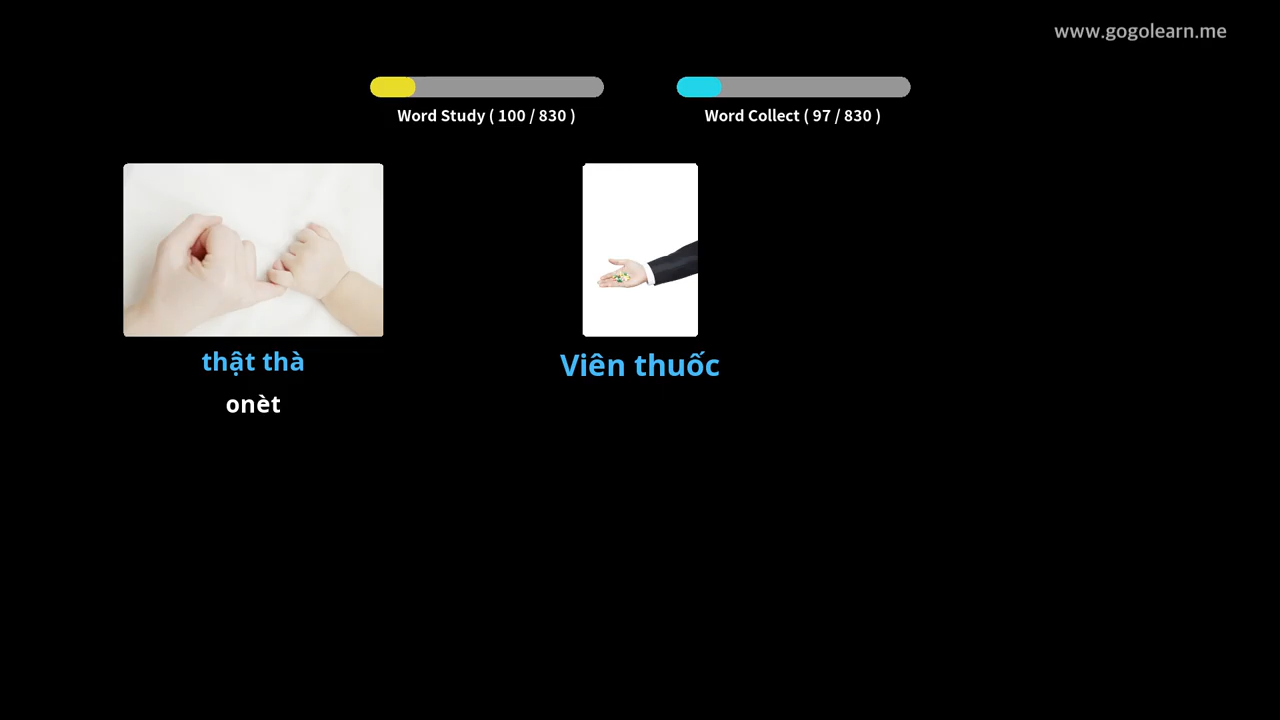 www.gogolearn.me
Word Study ( 100 / 830 )
Word Collect ( 97 / 830 )
thật thà
onèt
Viên thuốc